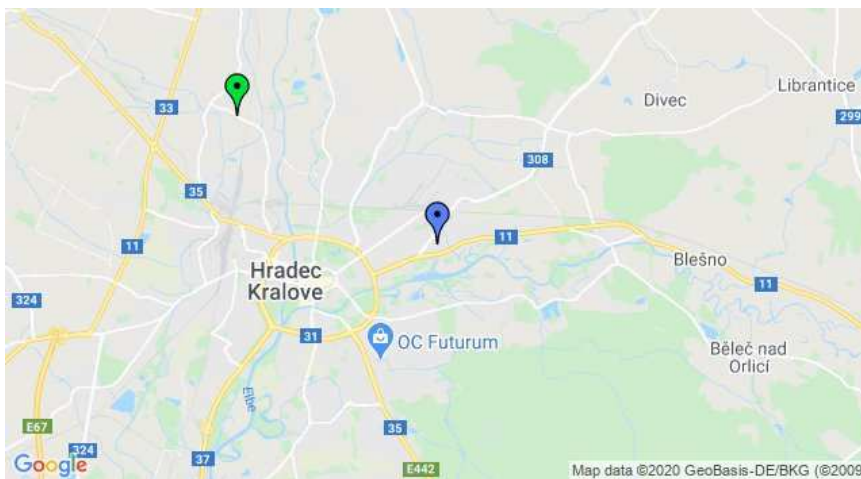 Librantice
Divec
33
299
308
35
11
11
Hradec
Kralove
Blešno
324
11
31
OC Futurum
Běleč nad
Orlicí
Elbe
E67
324
37
35
E442
Google
Map data ©2020 GeoBasis-DE/BKG (©2009